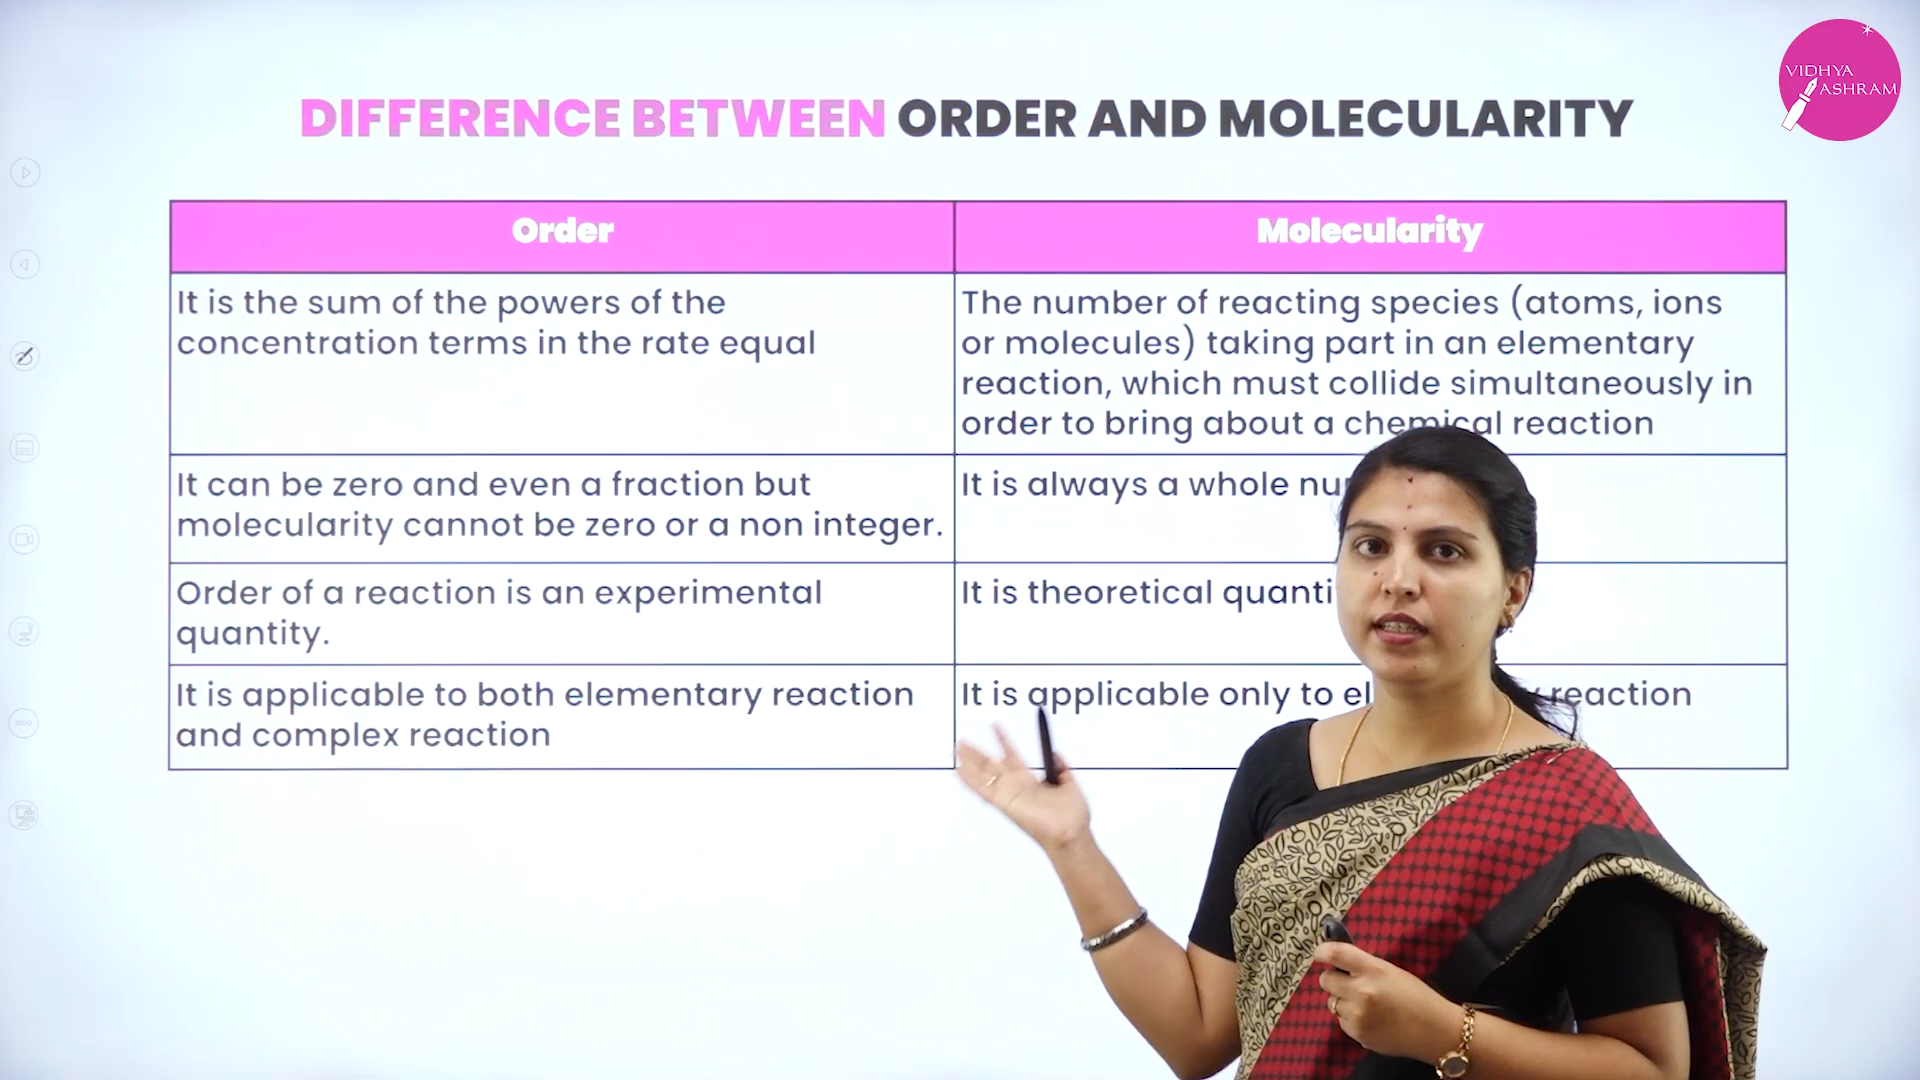 VIDHYA
ASHRAM
DIFFERENCE BETWEEN ORDER AND MOLECULARITY
Order
Molecularity
It is the sum of the powers of the
concentration terms in the rate equal
The number of reacting species (atoms, ions
or molecules) taking part in an elementary
reaction, which must collide simultaneously in
order to bring about a chemical reaction
It can be zero and even a fraction but
molecularity cannot be zero or a non integer.
It is always a whole
Order of a reaction is an experimental
quantity.
It is theoretical
It is applicable to both elementary reaction
and complex reaction
It is applicable only to reaction